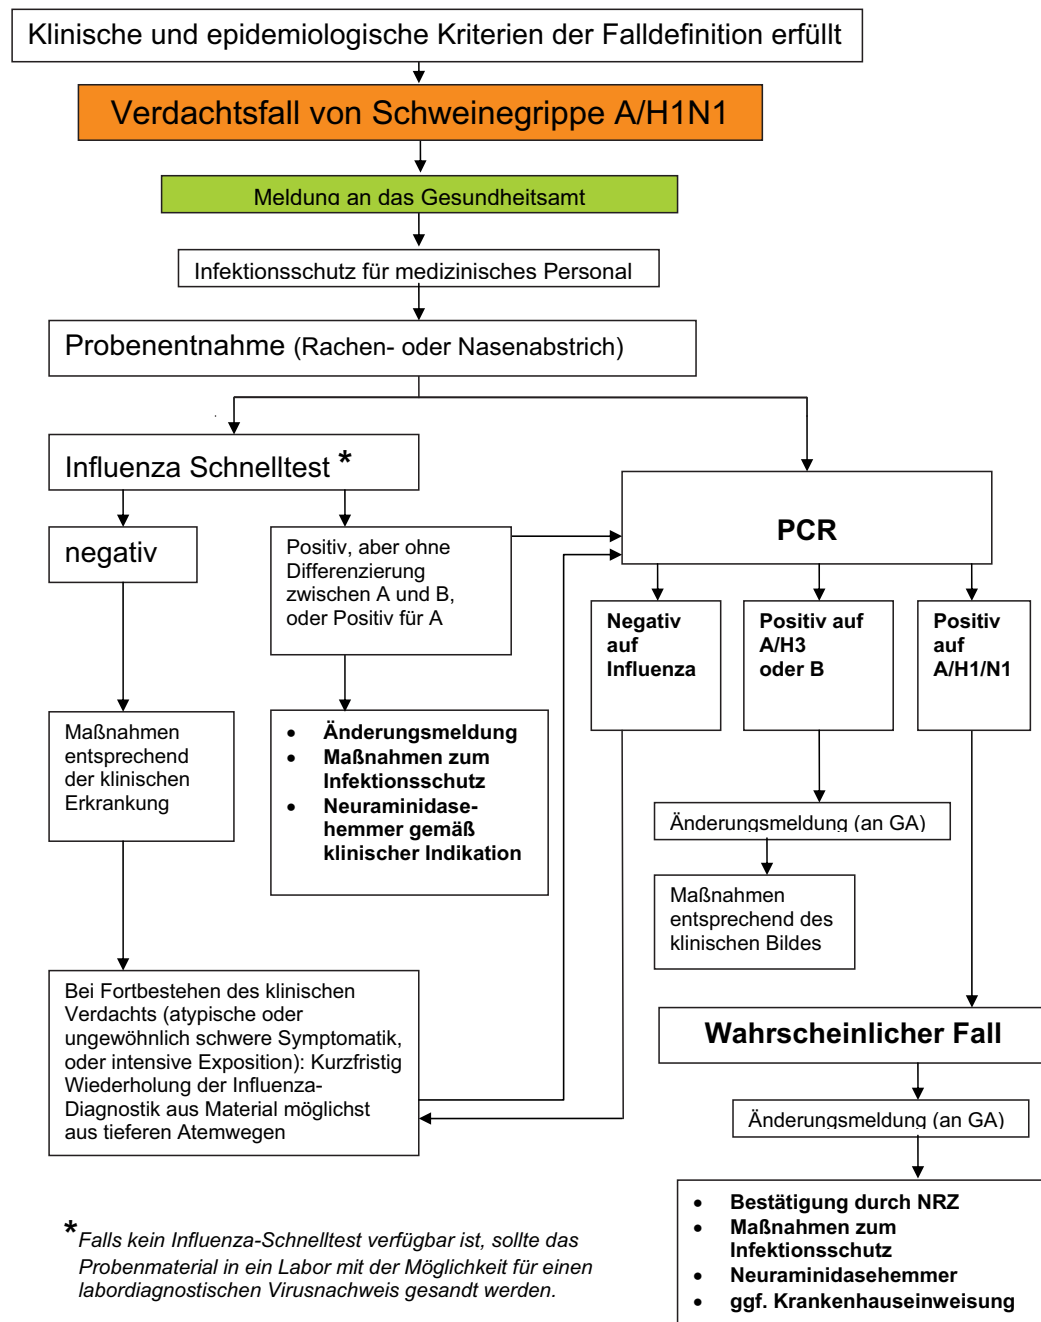 Klinische und epidemiologische Kriterien der Falldefinition erfüllt
Verdachtsfall von Schweinegrippe A/H1N1
Meldung an das Gesundheitsamt
Infektionsschutz für medizinisches Personal
Probenentnahme (Rachen- oder Nasenabstrich)
Influenza Schnelltest *
negativ
Positiv, aber ohne
Differenzierung
zwischen A und B,
oder Positiv für A
PCR
Negativ
auf
Influenza
Positiv auf
A/H3
oder B
Positiv
auf
A/H1/N1
Maßnahmen
entsprechend
der klinischen
Erkrankung
• Änderungsmeldung
• Maßnahmen zum
Infektionsschutz
• Neuraminidase-
hemmer gemäß
klinischer Indikation
Änderungsmeldung (an GA)
Maßnahmen
entsprechend des
klinischen Bildes
Bei Fortbestehen des klinischen
Verdachts (atypische oder
ungewöhnlich schwere Symptomatik,
oder intensive Exposition): Kurzfristig
Wiederholung der Influenza-
Diagnostik aus Material möglichst
aus tieferen Atemwegen
Wahrscheinlicher Fall
Änderungsmeldung (an GA)
• Bestätigung durch NRZ
• Maßnahmen zum
Infektionsschutz
• Neuraminidasehemmer
• ggf. Krankenhauseinweisung
* Falls kein Influenza-Schnelltest verfügbar ist, sollte das
Probenmaterial in ein Labor mit der Möglichkeit für einen
labordiagnostischen Virusnachweis gesandt werden.